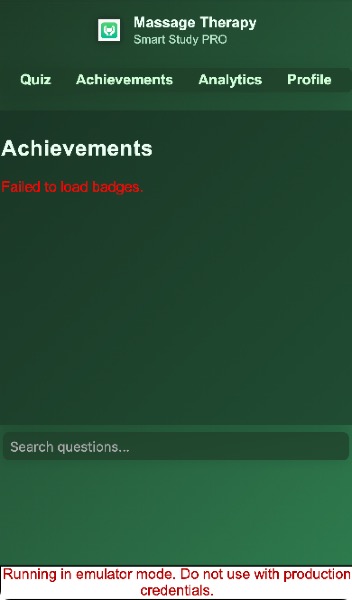 Massage Therapy
Smart Study PRO
Quiz Achievements Analytics Profile
Achievements
Failed to load badges.
Search questions...
Running in emulator mode. Do not use with production
credentials.